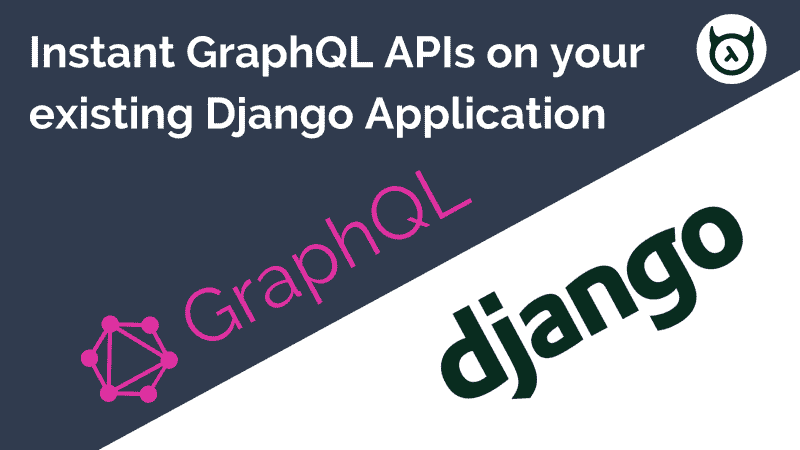 Instant GraphQL APIs on your
existing Django Application
GraphQL
django